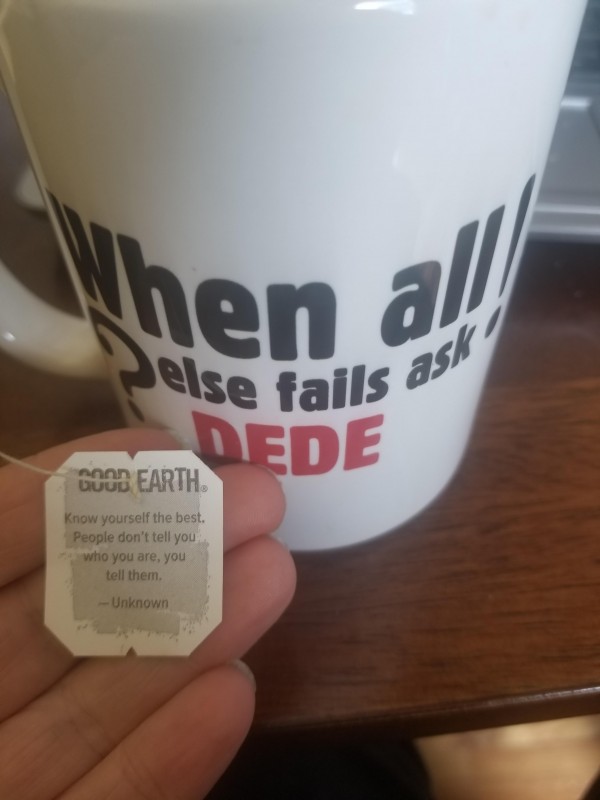 When all!
? else fails ask
DEDE
GOOD EARTH®
Know yourself the best.
People don't tell you
who you are, you
tell them.
— Unknown